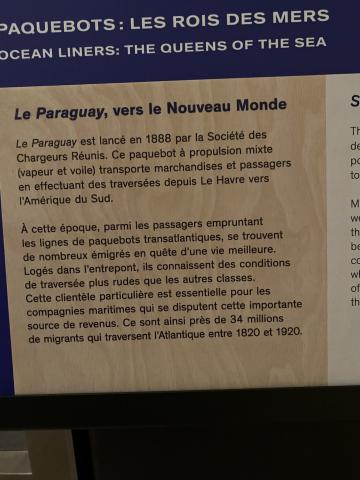 PAQUEBOTS : LES ROIS DES MERS
OCEAN LINERS: THE QUEENS OF THE SEA
Le Paraguay, vers le Nouveau Monde
Le Paraguay est lancé en 1888 par la Société des
Chargeurs Réunis. Ce paquebot à propulsion mixte
(vapeur et voile) transporte marchandises et passagers
en effectuant des traversées depuis Le Havre vers
l'Amérique du Sud.
À cette époque, parmi les passagers empruntant
les lignes de paquebots transatlantiques, se trouvent
de nombreux émigrés en quête d'une vie meilleure.
Logés dans l'entrepont, ils connaissent des conditions
de traversée plus rudes que les autres classes.
Cette clientèle particulière est essentielle pour les
compagnies maritimes qui se disputent cette importante
source de revenus. Ce sont ainsi près de 34 millions
de migrants qui traversent l'Atlantique entre 1820 et 1920.